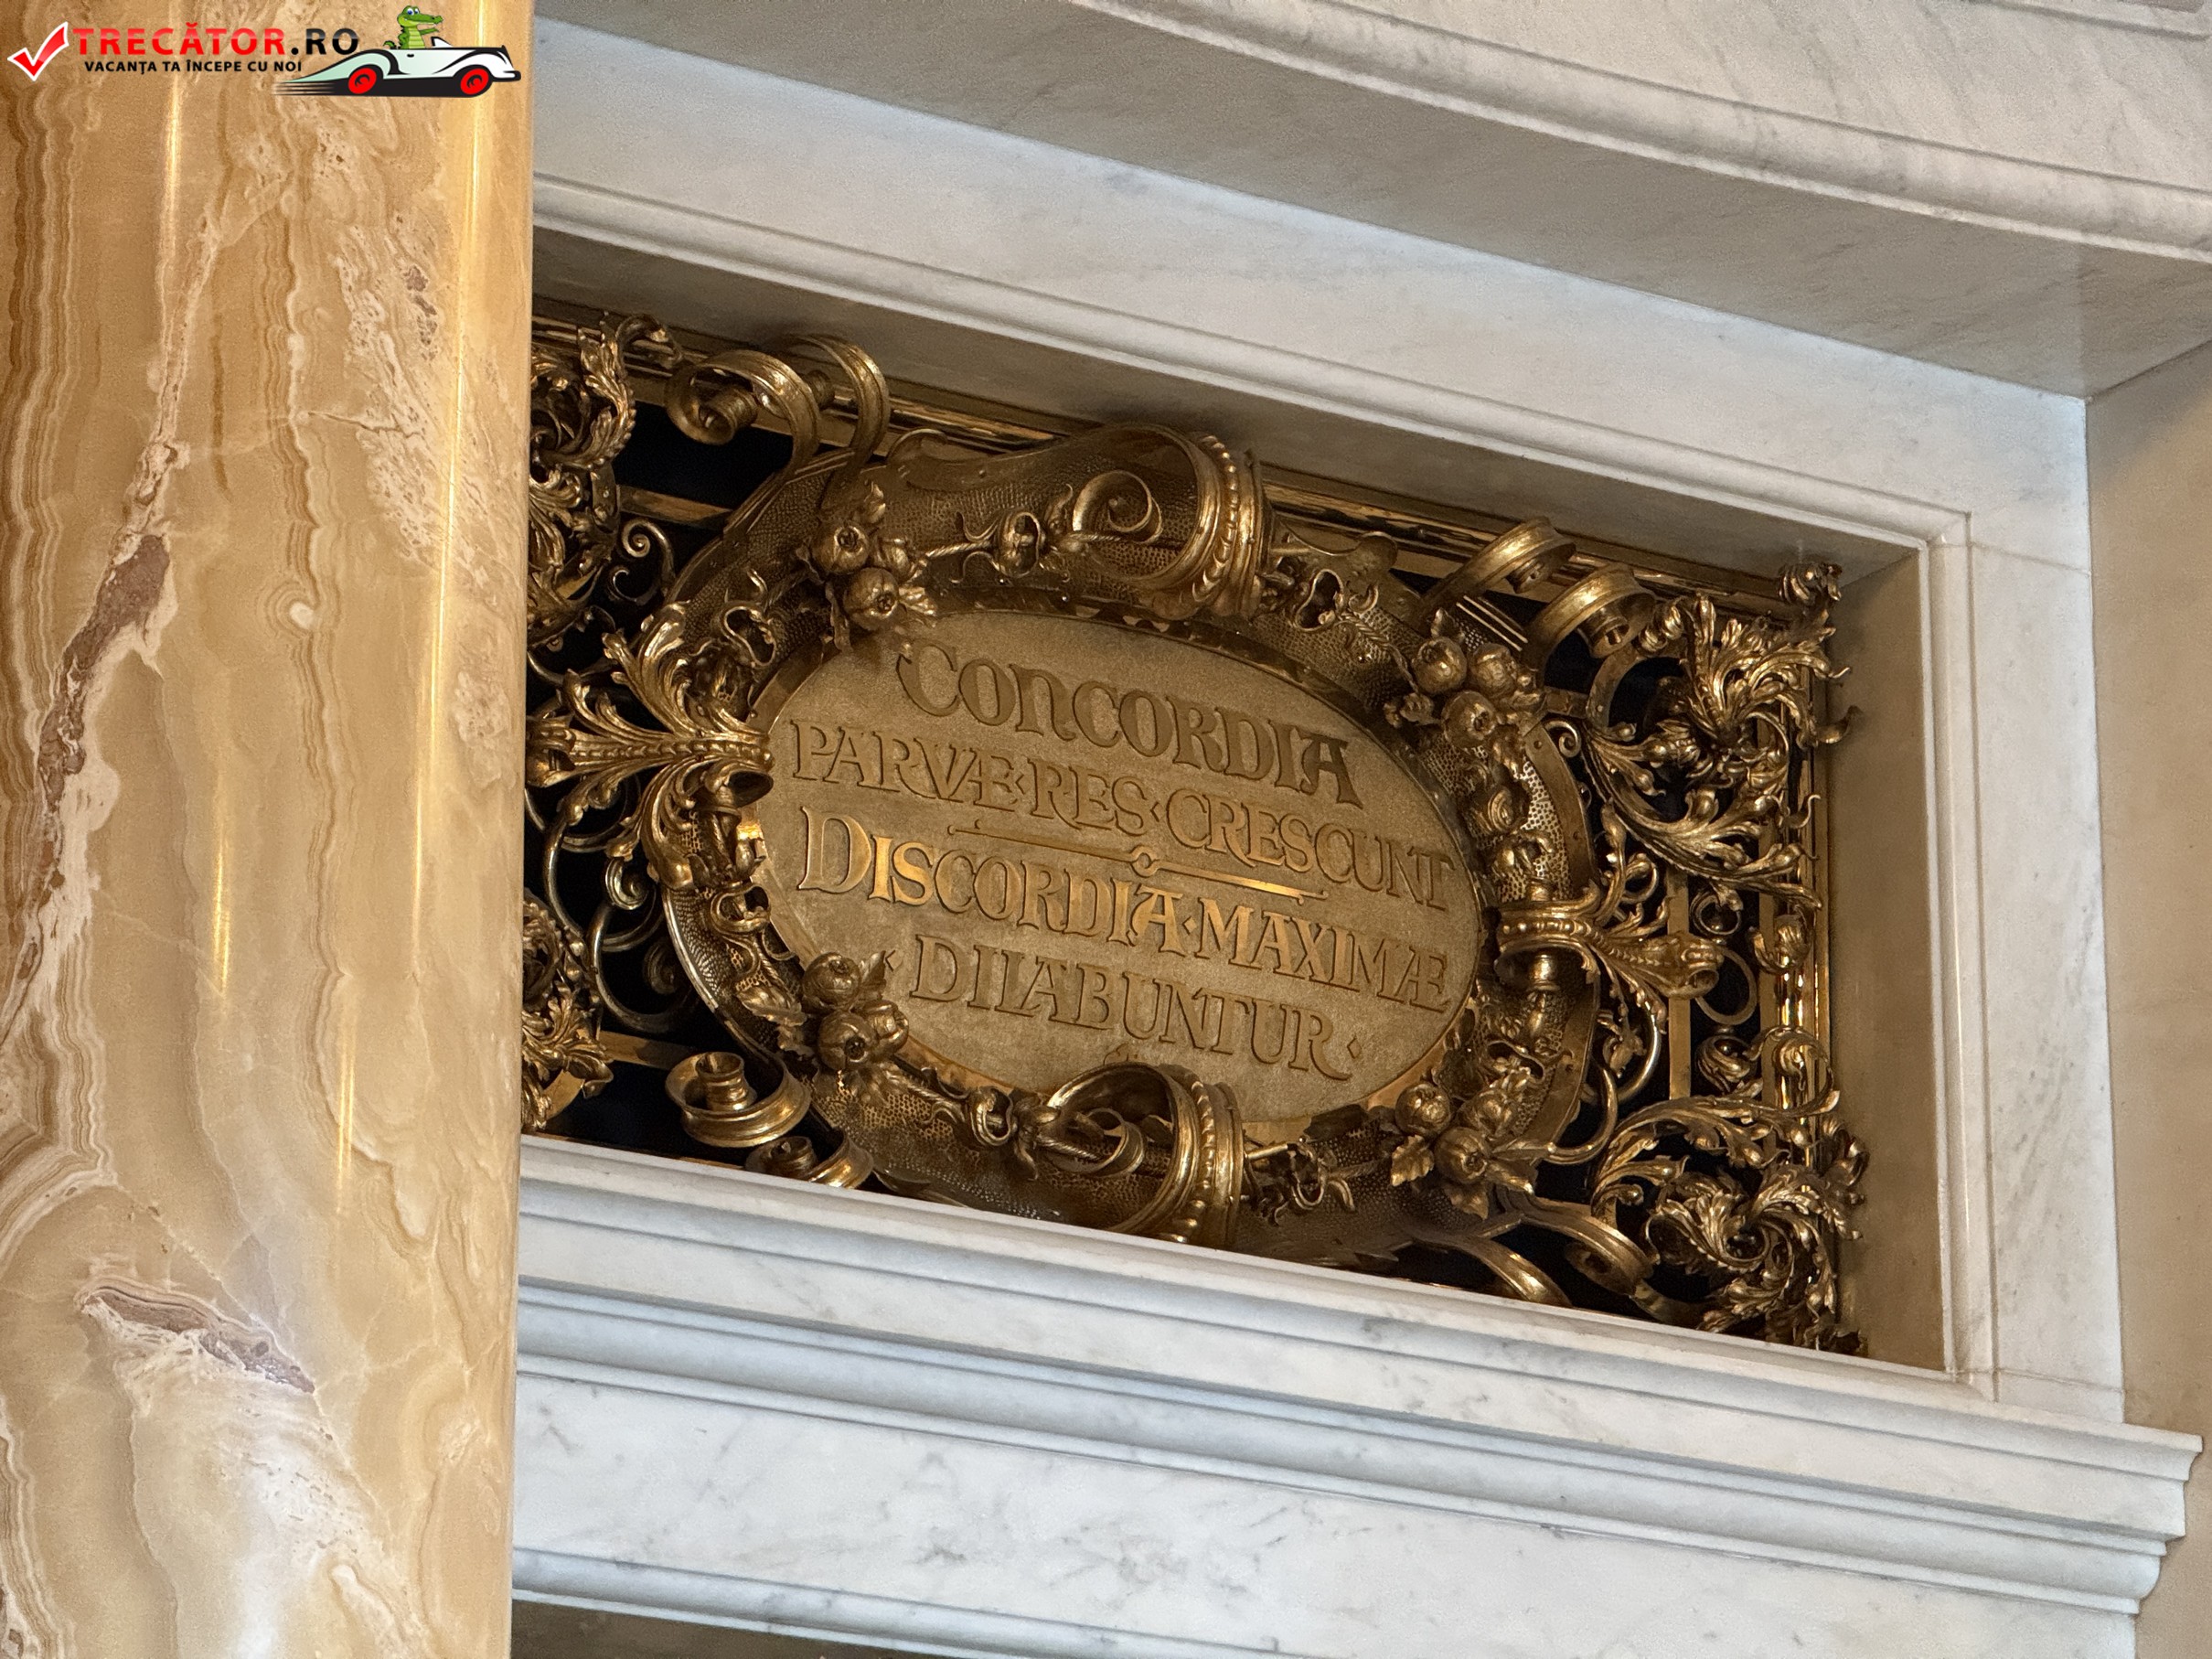 TRECĂTOR.RO
VACANȚA TA ÎNCEPE CU NOI
CONCORDIA
PARVÆ·RES·CRESCUNT
DISCORDIA·MAXIMÆ
·DILABUNTUR·